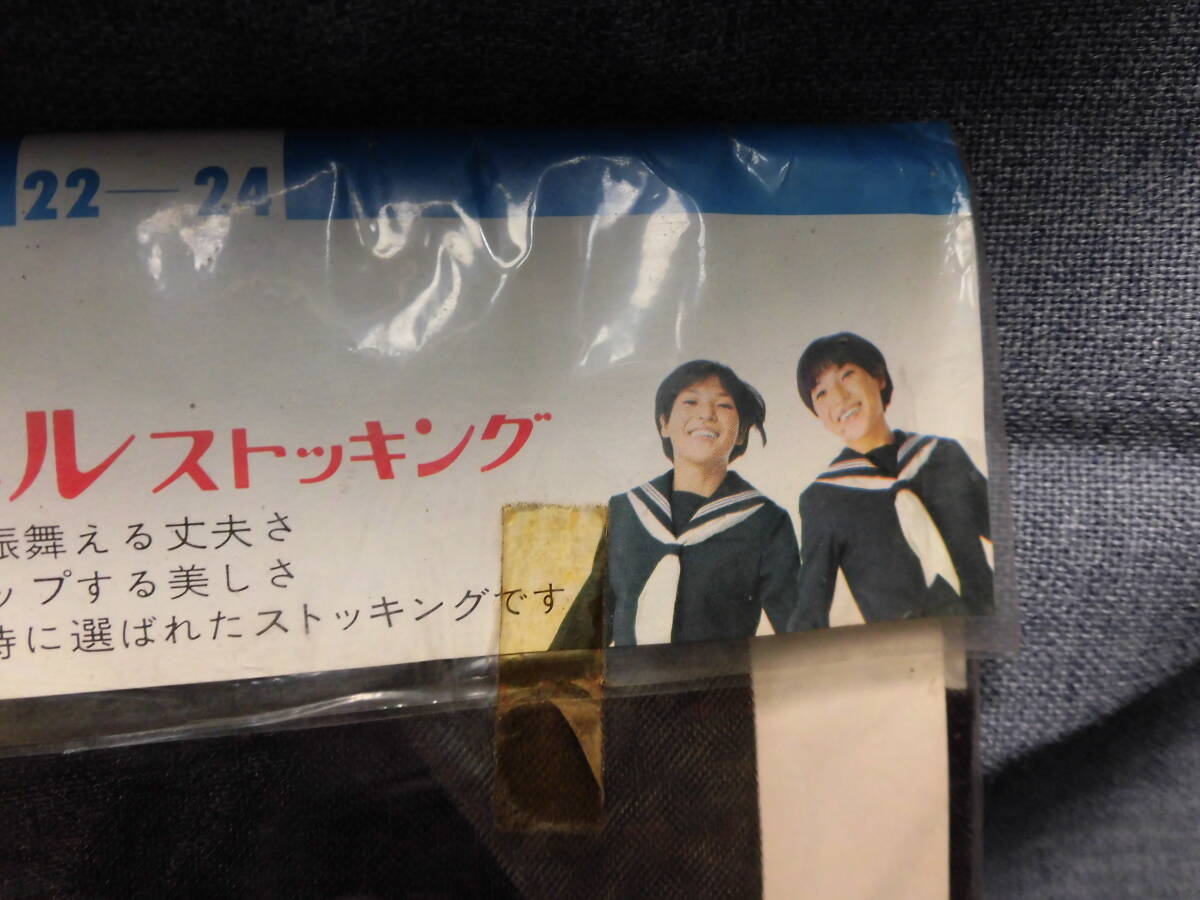 22—24
ルストッキング
振舞える丈夫さ
ップする美しさ
時に選ばれたストッキングです